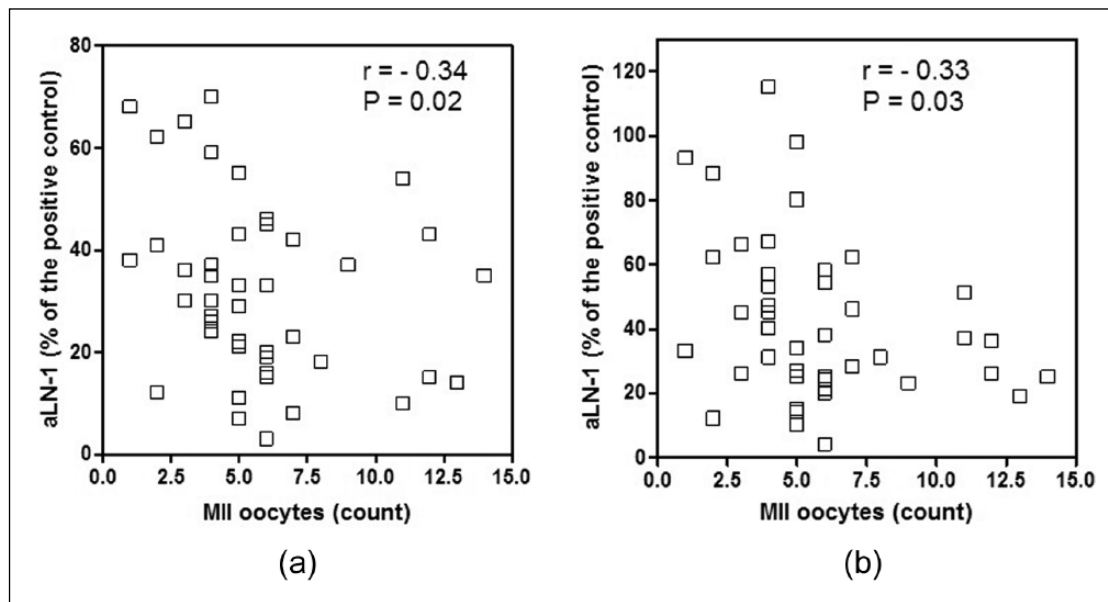 r = - 0.34
P = 0.02
aLN-1 (% of the positive control)
80
60
40
20
0
0.0 2.5 5.0 7.5 10.0 12.5 15.0
MII oocytes (count)
(a)
r = - 0.33
P = 0.03
aLN-1 (% of the positive control)
120
100
80
60
40
20
0
0.0 2.5 5.0 7.5 10.0 12.5 15.0
MII oocytes (count)
(b)